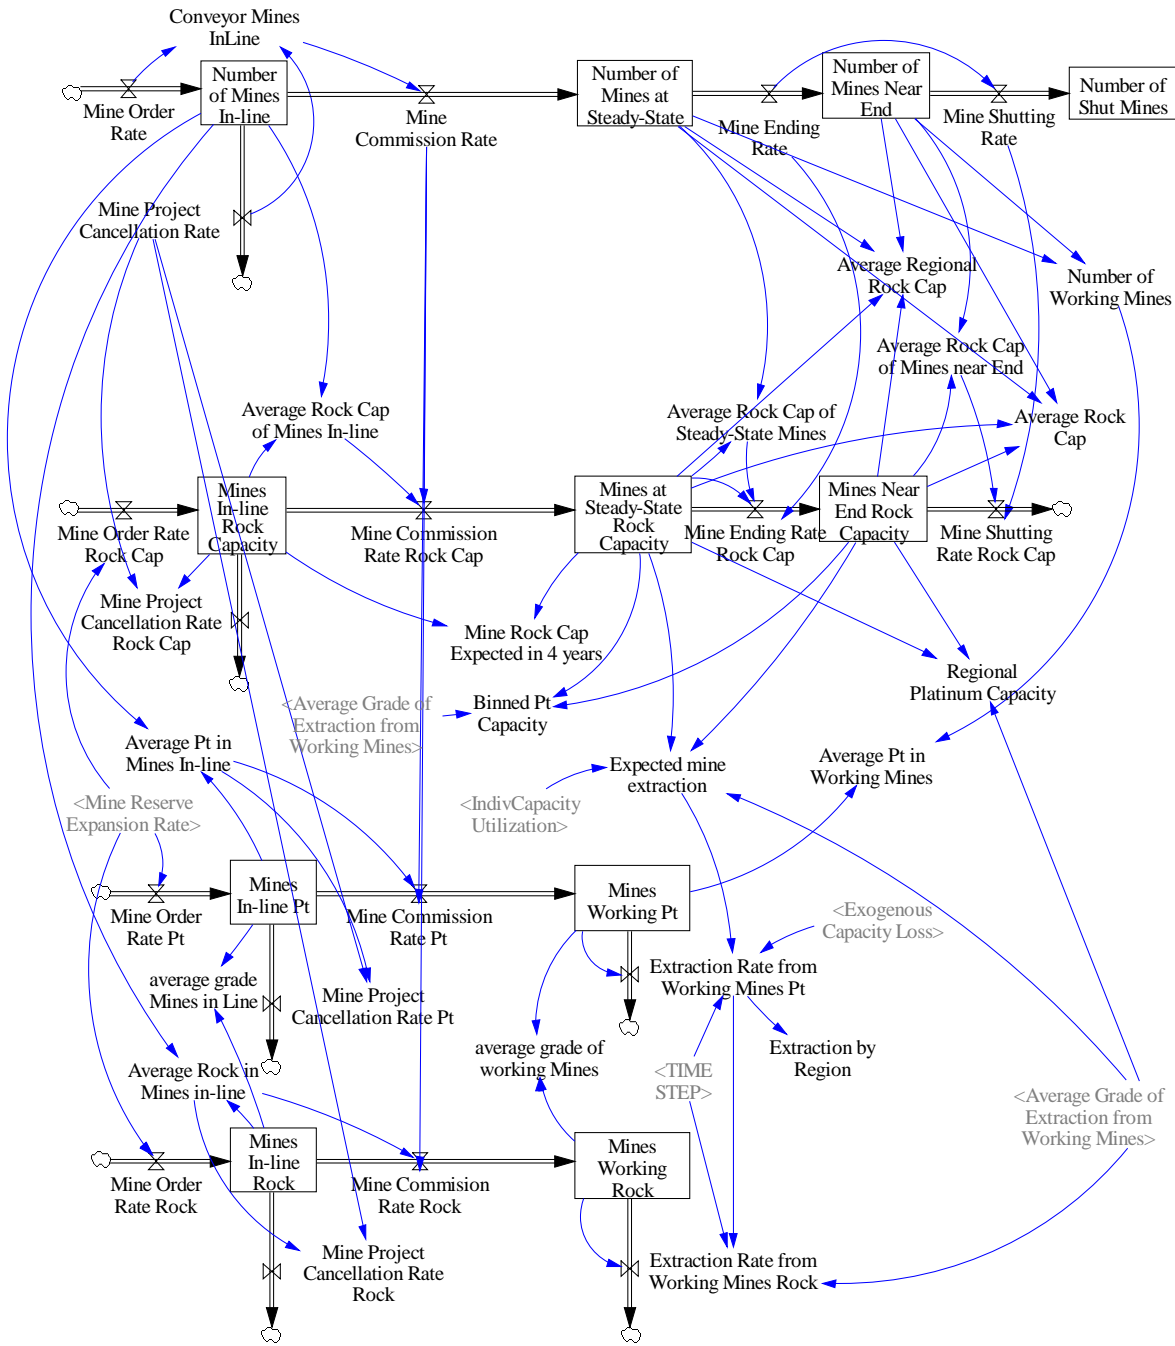 Conveyor Mines
InLine
Number
of Mines
In-line
Mine Order
Rate
Mine
Commission Rate
Number of
Mines at
Steady-State
Mine Ending
Rate
Number of
Mines Near
End
Mine Shutting
Rate
Number of
Shut Mines
Mine Project
Cancellation Rate
Average Regional
Rock Cap
Number of
Working Mines
Average Rock Cap
of Mines near End
Average Rock Cap
of Mines In-line
Average Rock Cap of
Steady-State Mines
Average Rock
Cap
Mines
In-line
Rock
Capacity
Mine Order Rate
Rock Cap
Mine Commission
Rate Rock Cap
Mines at
Steady-State
Rock
Capacity
Mine Ending Rate
Rock Cap
Mines Near
End Rock
Capacity
Mine Shutting
Rate Rock Cap
Mine Project
Cancellation Rate
Rock Cap
Mine Rock Cap
Expected in 4 years
Regional
Platinum Capacity
<Average Grade of
Extraction from
Working Mines>
Binned Pt
Capacity
Average Pt in
Mines In-line
Expected mine
extraction
Average Pt in
Working Mines
<Mine Reserve
Expansion Rate>
<IndivCapacity
Utilization>
Mines
In-line Pt
Mine Order
Rate Pt
Mine Commission
Rate Pt
Mines
Working Pt
<Exogenous
Capacity Loss>
average grade
Mines in Line
Mine Project
Cancellation Rate Pt
Extraction Rate from
Working Mines Pt
average grade of
working Mines
Extraction by
Region
Average Rock in
Mines in-line
<TIME
STEP>
<Average Grade of
Extraction from
Working Mines>
Mines
In-line
Rock
Mine Order
Rate Rock
Mine Commision
Rate Rock
Mines
Working
Rock
Mine Project
Cancellation Rate
Rock
Extraction Rate from
Working Mines Rock